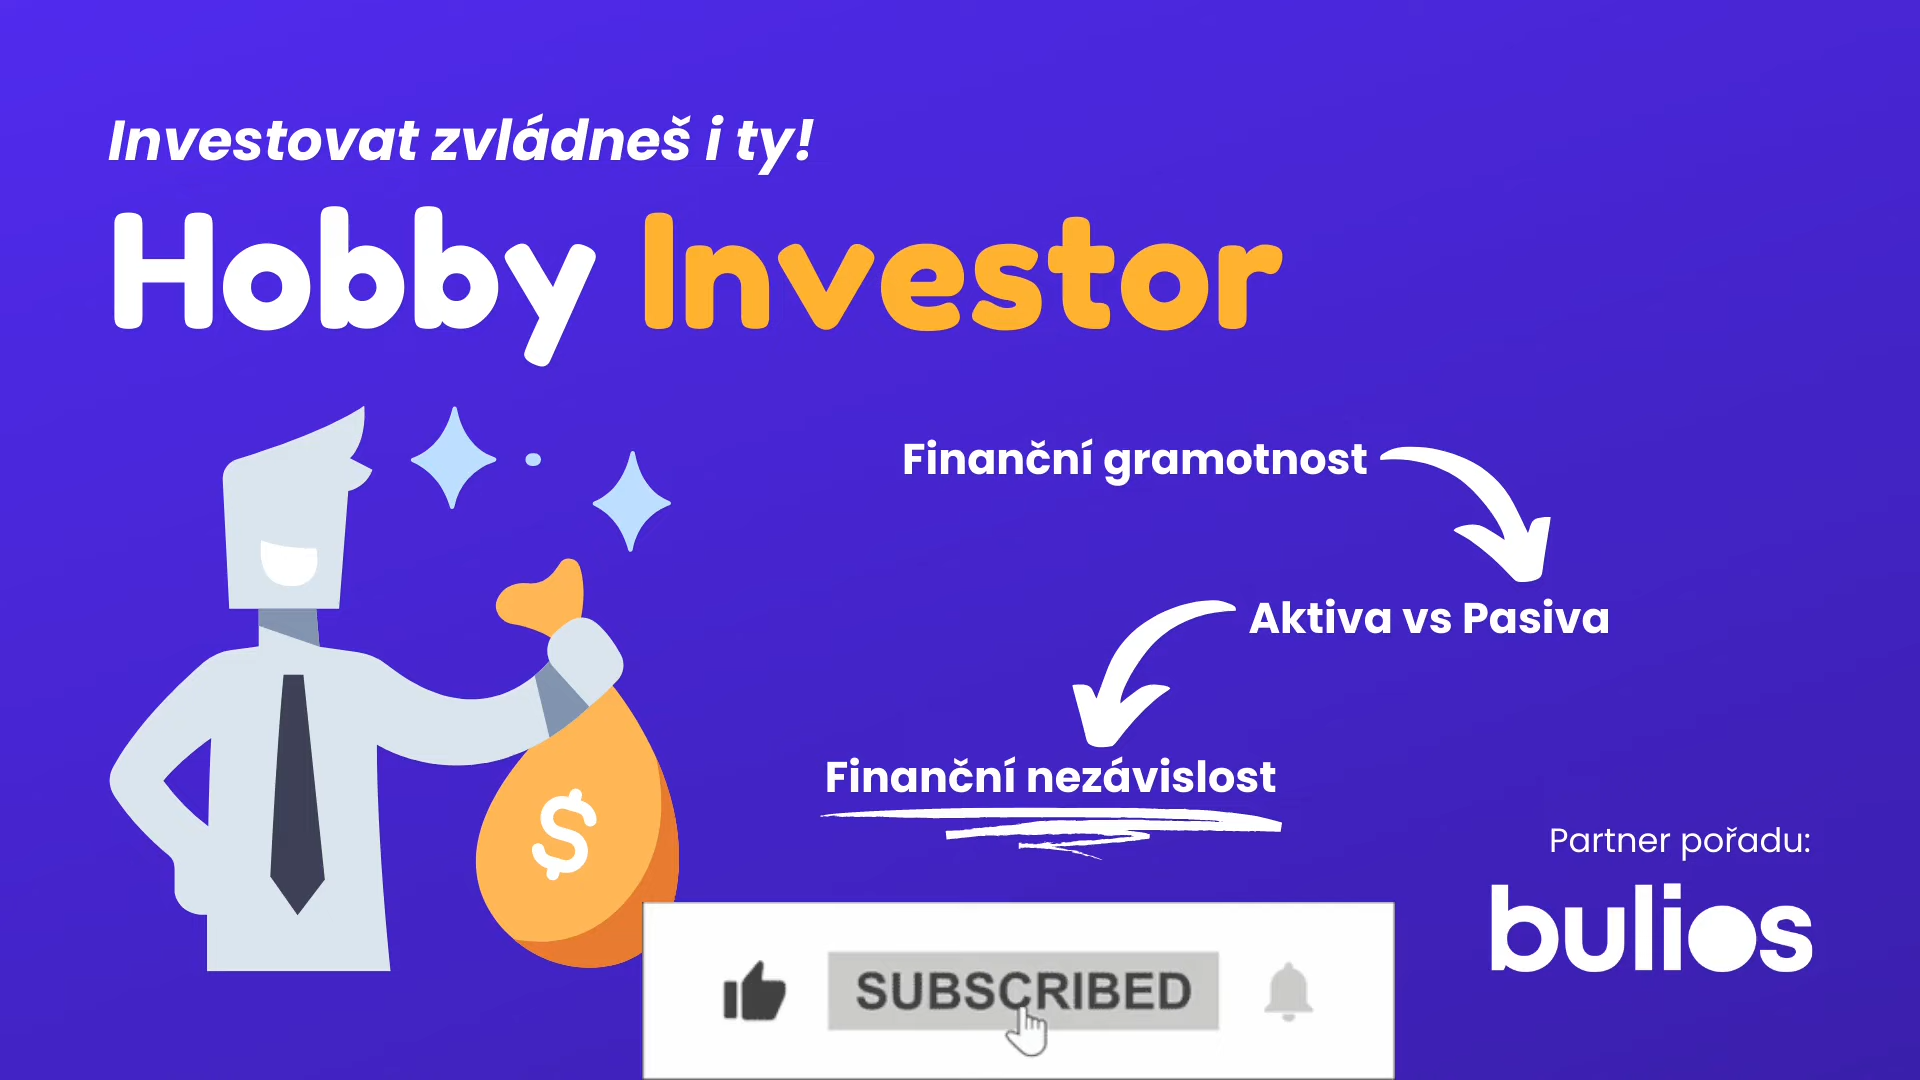 Investovat zvládneš i ty!
Hobby Investor
Finanční gramotnost
Aktiva vs Pasiva
Finanční nezávislost
Partner pořadu:
bulios
$
SUBSCRIBED